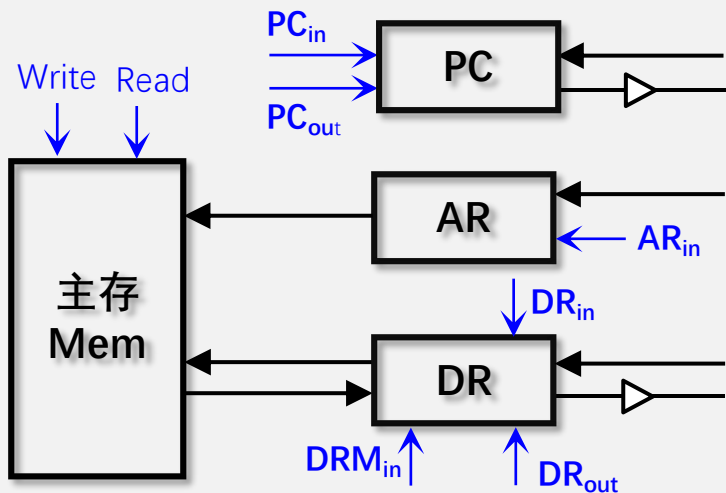 PCin
PC
PCout
Write Read
AR
ARin
主存
Mem
DRin
DR
DRMin
DRout